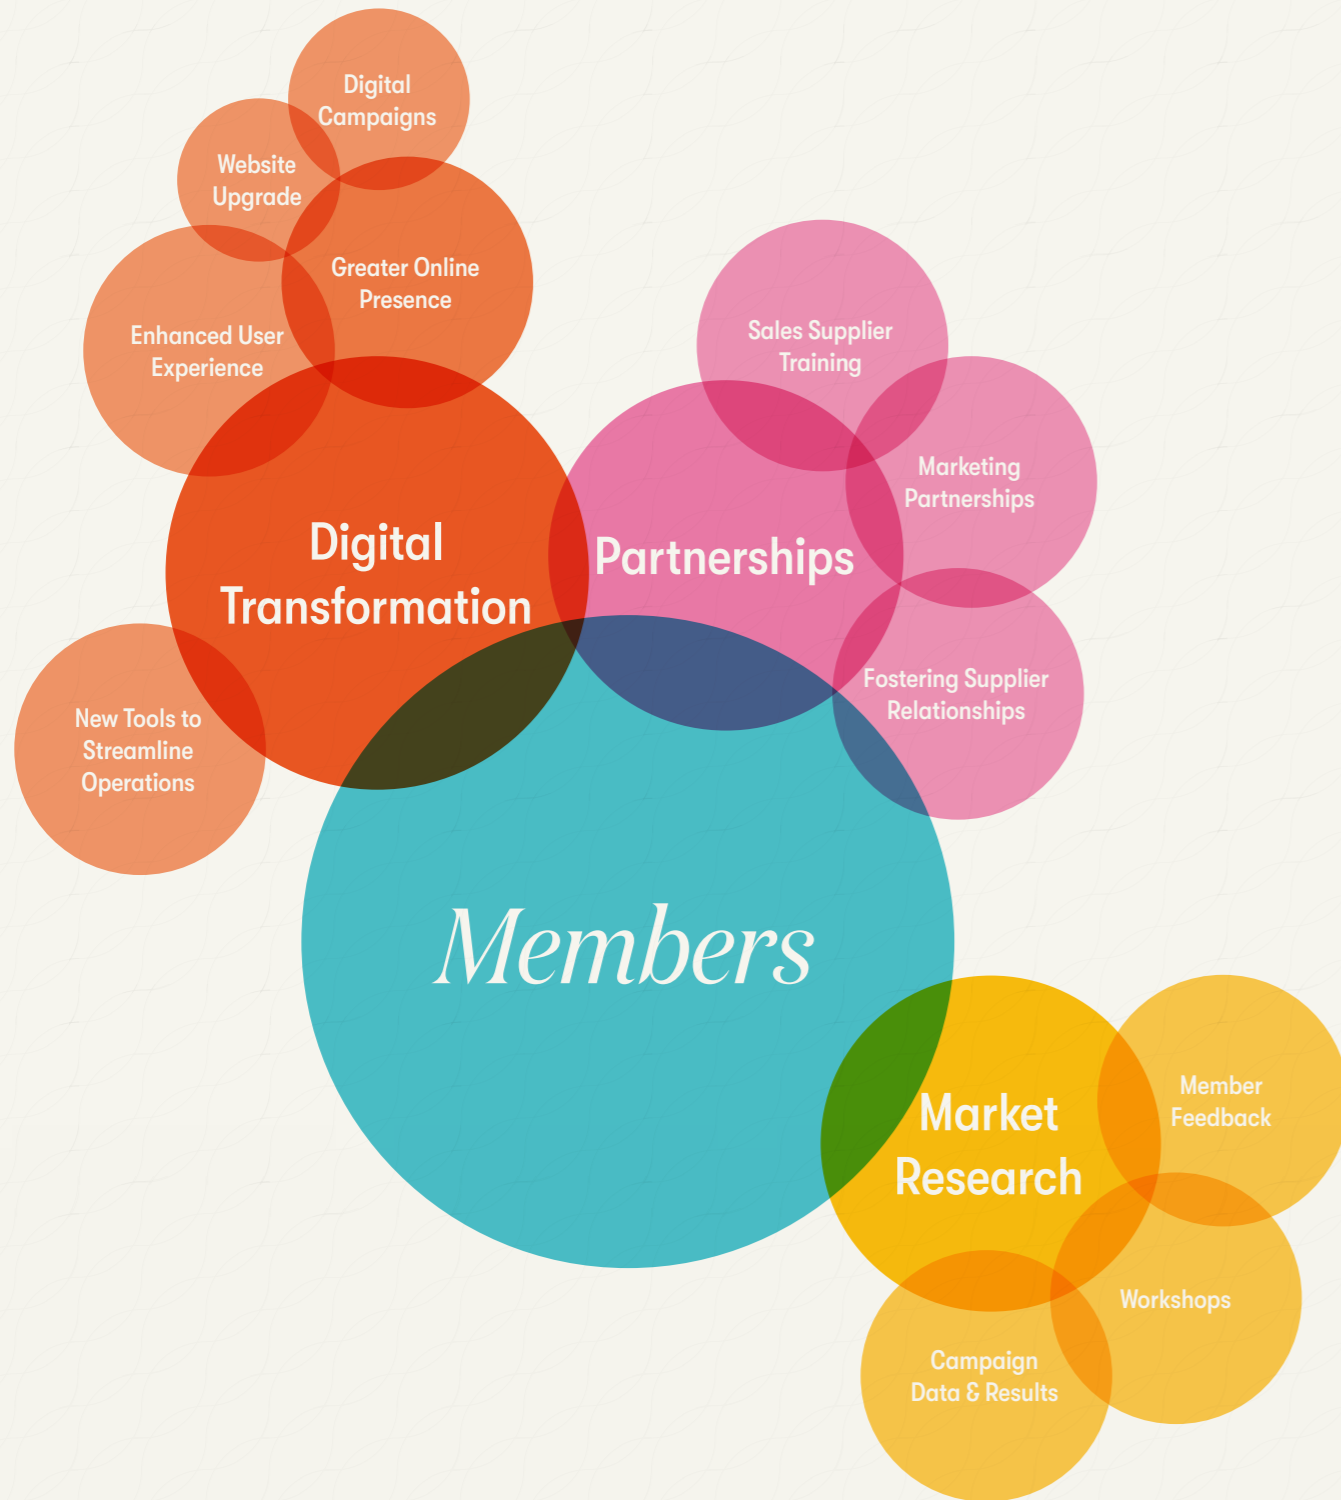 Digital
Campaigns
Website
Upgrade
Greater Online
Presence
Enhanced User
Experience
Sales Supplier
Training
Marketing
Partnerships
Digital
Transformation
Partnerships
Fostering Supplier
Relationships
New Tools to
Streamline
Operations
Members
Market
Research
Member
Feedback
Workshops
Campaign
Data & Results